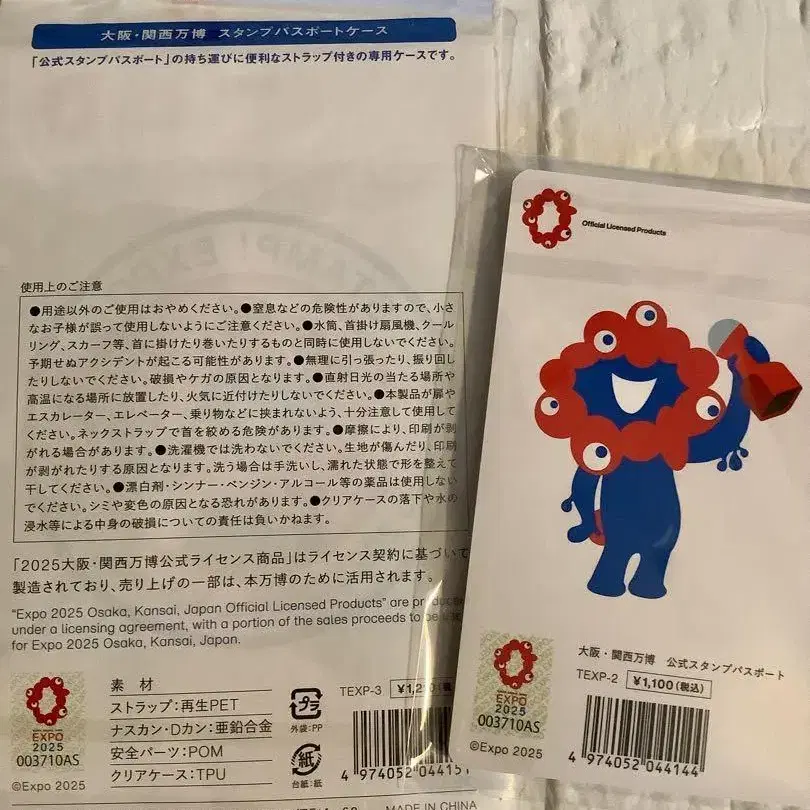 大阪・関西万博 スタンプパスポートケース
「公式スタンプパスポート」の持ち運びに便利なストラップ付きの専用ケースです。
使用上のご注意
●用途以外のご使用はおやめください。●窒息などの危険性がありますので、小さ
なお子様が誤って使用しないようにご注意ください。●水筒、首掛け扇風機、クール
リング、スカーフ等、首に掛けたり巻いたりするものと同時に使用しないでください。
予期せぬアクシデントが起こる可能性があります。●無理に引っ張ったり、振り回し
たりしないでください。破損やケガの原因となります。●直射日光の当たる場所や
高温になる場所に放置したり、火気に近付けたりしないでください。●本製品が扉や
エスカレーター、エレベーター、乗り物などに挟まれないよう、十分注意して使用して
ください。ネックストラップで首を絞める危険があります。●摩擦により、印刷が剥
がれる場合があります。●洗濯機では洗わないでください。生地が傷んだり、印刷
が剥がれたりする原因となります。洗う場合は手洗いし、濡れた状態で形を整えて
干してください。●漂白剤・シンナー・ベンジン・アルコール等の薬品は使用しない
でください。シミや変色の原因となる恐れがあります。●クリアケースの落下や水の
浸水等による中身の破損についての責任は負いかねます。
「2025大阪・関西万博公式ライセンス商品」はライセンス契約に基づいて
製造されており、売り上げの一部は、本万博のために活用されます。
"Expo 2025 Osaka, Kansai, Japan Official Licensed Products" are produced
under a licensing agreement, with a portion of the sales proceeds to be
for Expo 2025 Osaka, Kansai, Japan.
EXPO
2025
003710AS
©Expo 2025
素 材
ストラップ：再生PET
ナスカン・Dカン：亜鉛合金
安全パーツ：POM
クリアケース：TPU
プラ
外袋：PP
紙
台紙：紙
TEXP-3 ¥1,210
4 974052 04415
MADE IN CHINA
Official Licensed Products
大阪・関西万博 公式スタンプパスポート
TEXP-2 ¥1,100(税込)
EXPO
2025
003710AS
©Expo 2025
4 974052 044144